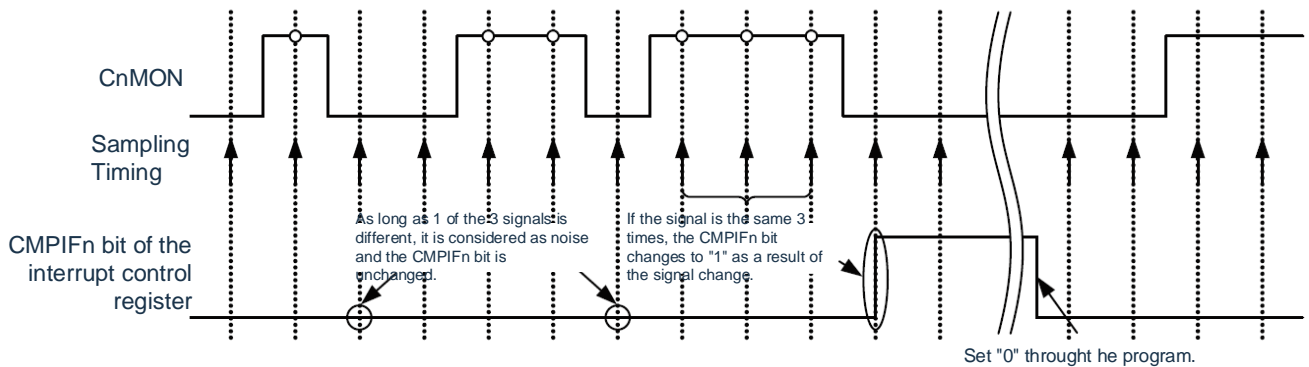 CnMON
Sampling
Timing
As long as 1 of the 3 signals is
different, it is considered as noise
and the CMPIFn bit is
unchanged.
If the signal is the same 3
times, the CMPIFn bit
changes to "1" as a result of
the signal change.
CMPIFn bit of the
interrupt control
register
Set "0" throught he program.